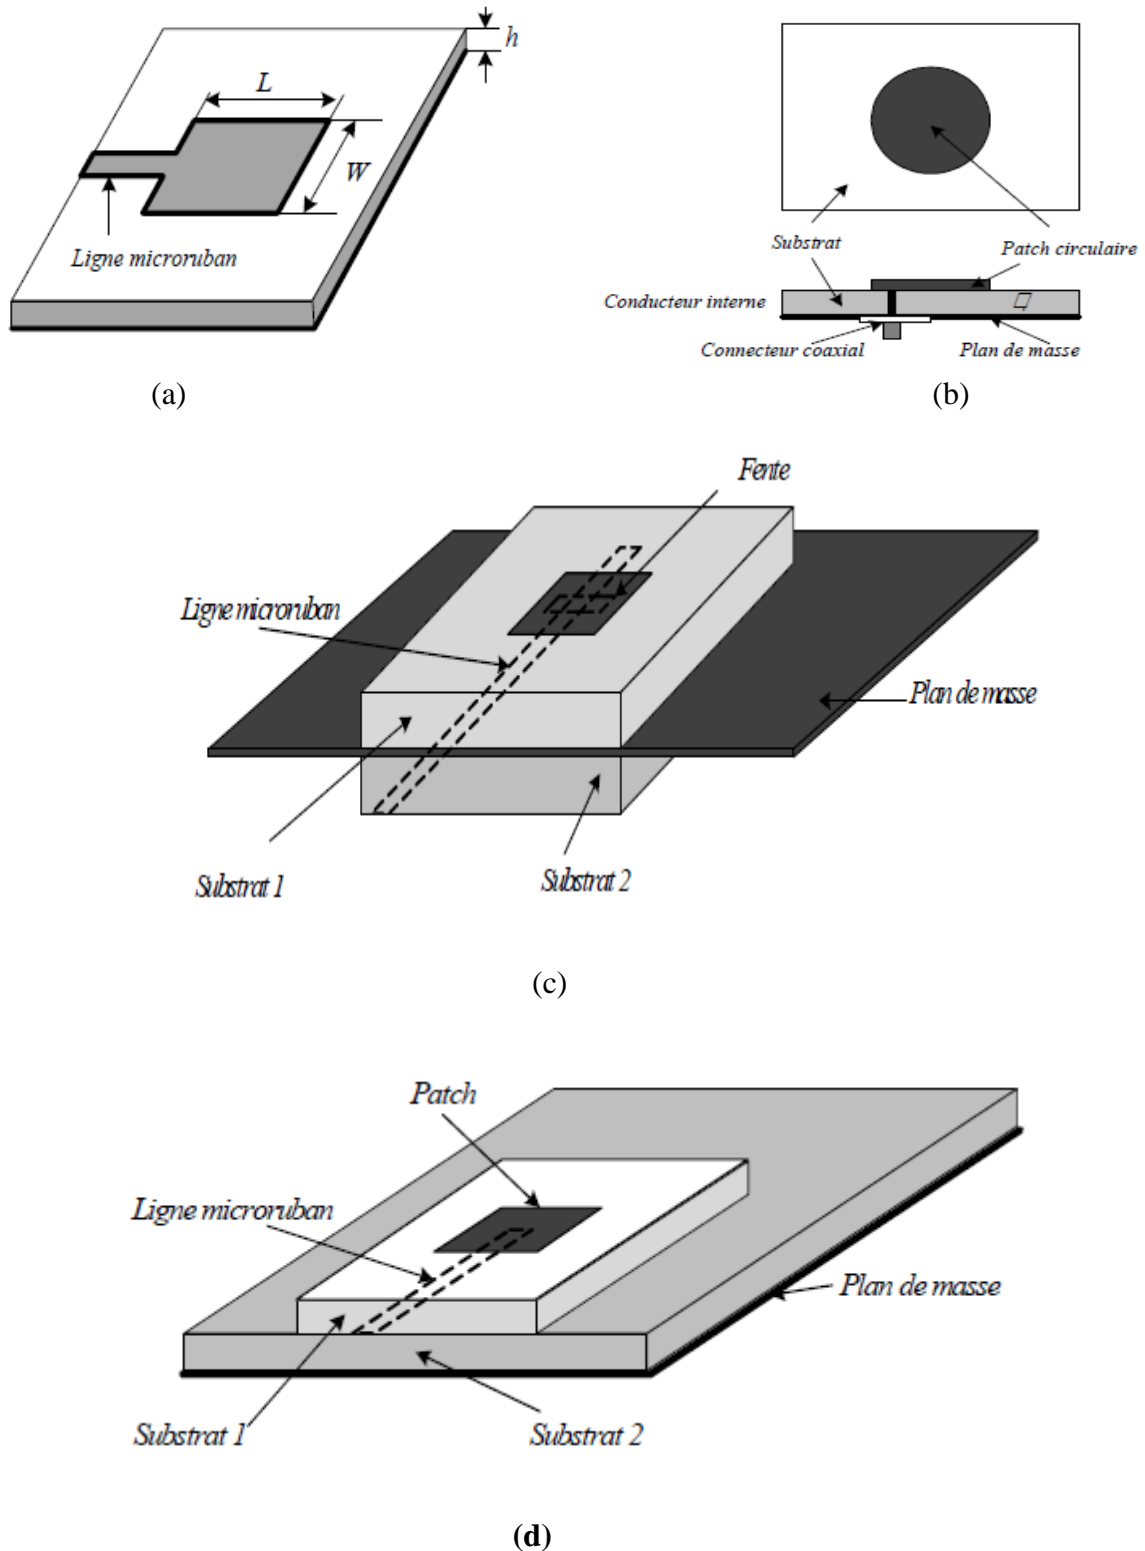 h
L
W
Ligne microruban
(a)
Substrat
Patch circulaire
Conducteur interne
Connecteur coaxial
Plan de masse
(b)
Fente
Ligne microruban
Plan de masse
Substrat 1
Substrat 2
(c)
Patch
Ligne microruban
Plan de masse
Substrat 1
Substrat 2
(d)